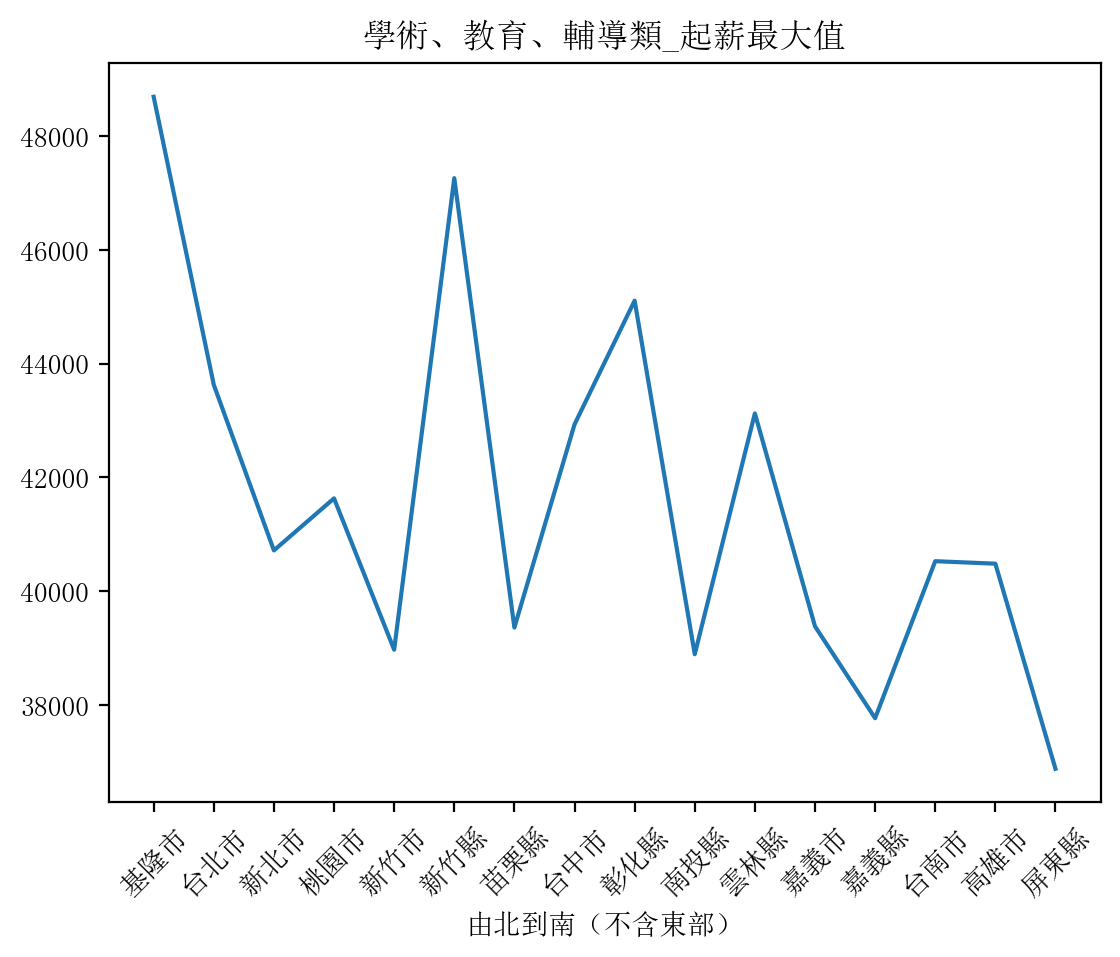 學術、教育、輔導類_起薪最大值
48000
46000
44000
42000
40000
38000
基隆市
台北市
新北市
桃園市
新竹市
新竹縣
苗栗縣
台中市
彰化縣
南投縣
雲林縣
嘉義市
嘉義縣
台南市
高雄市
屏東縣
由北到南（不含東部）